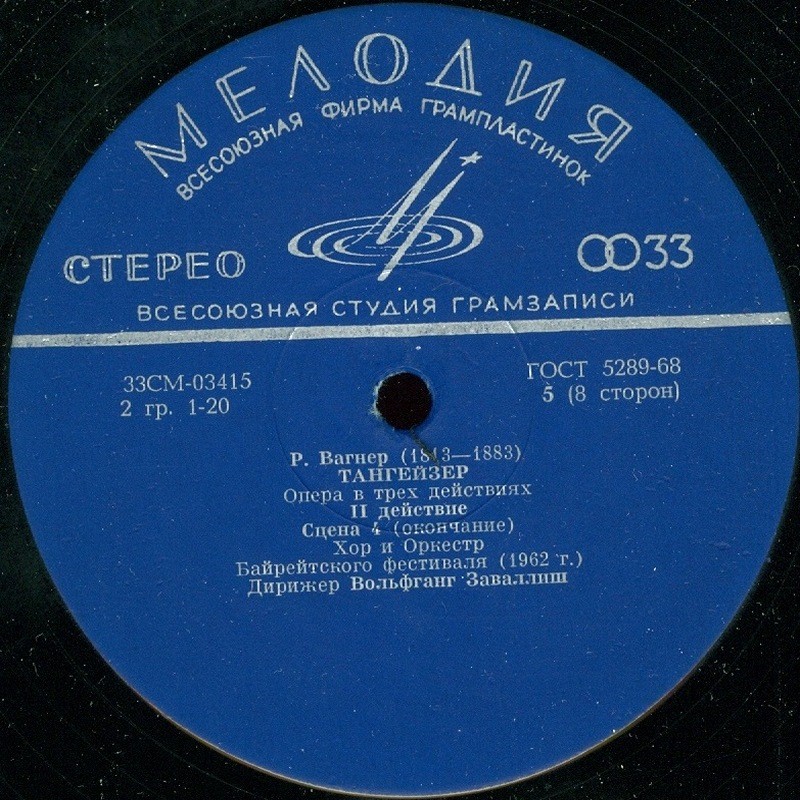 МЕЛОДИЯ
ВСЕСОЮЗНАЯ ФИРМА ГРАМПЛАСТИНОК
СТЕРЕО
33
ВСЕСОЮЗНАЯ СТУДИЯ ГРАМЗАПИСИ
33СМ-03415
ГОСТ 5289-68
2 гр. 1-20
5 (8 сторон)
Р. Вагнер (1813—1883)
ТАНГЕЙЗЕР
Опера в трех действиях
II действие
Сцена 4 (окончание)
Хор и Оркестр
Байрейтского фестиваля (1962 г.)
Дирижер Вольфганг Заваллиш